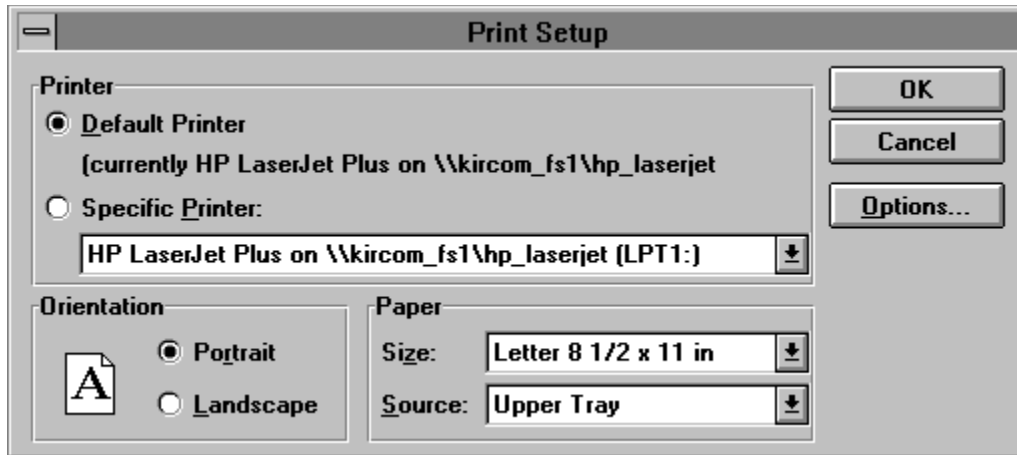 Print Setup
Printer
Default Printer
(currently HP LaserJet Plus on \\kircom_fs1\hp_laserjet
Specific Printer:
HP LaserJet Plus on \\kircom_fs1\hp_laserjet (LPT1:)
OK
Cancel
Options...
Orientation
A
Portrait
Landscape
Paper
Size: Letter 8 1/2 x 11 in
Source: Upper Tray